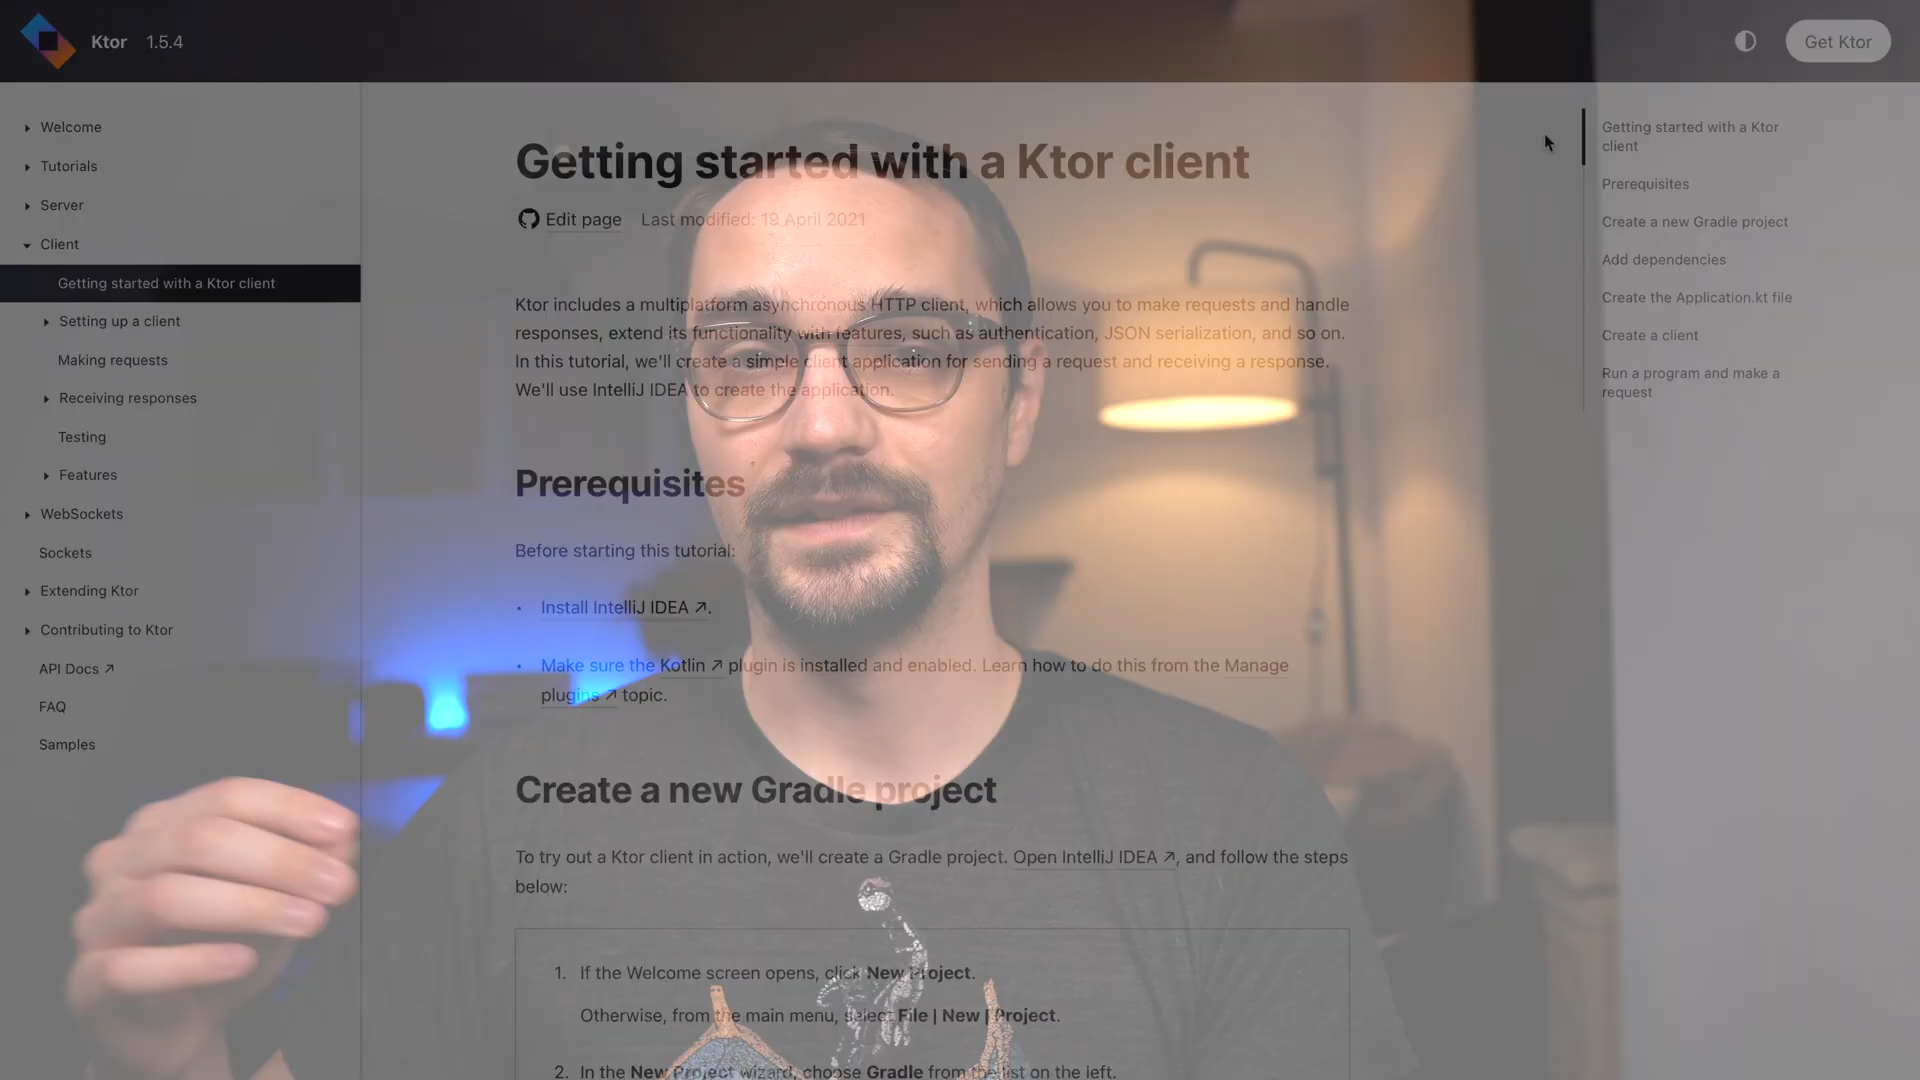 Ktor 1.5.4
Get Ktor
Welcome
Tutorials
Server
Client
Getting started with a Ktor client
Setting up a client
Making requests
Receiving responses
Testing
Features
WebSockets
Sockets
Extending Ktor
Contributing to Ktor
API Docs ↗
FAQ
Samples
Getting started with a Ktor client
Edit page Last modified: 19 April 2021
Ktor includes a multiplatform asynchronous HTTP client, which allows you to make requests and handle
responses, extend its functionality with features, such as authentication, JSON serialization, and so on.
In this tutorial, we'll create a simple client application for sending a request and receiving a response.
We'll use IntelliJ IDEA to create the application.
Prerequisites
Before starting this tutorial:
• Install IntelliJ IDEA ↗.
• Make sure the Kotlin ↗ plugin is installed and enabled. Learn how to do this from the Manage
plugins ↗ topic.
Create a new Gradle project
To try out a Ktor client in action, we'll create a Gradle project. Open IntelliJ IDEA ↗, and follow the steps
below:
1. If the Welcome screen opens, click New Project.
Otherwise, from the main menu, select File | New | Project.
2. In the New Project wizard, choose Gradle from the list on the left.
Getting started with a Ktor
client
Prerequisites
Create a new Gradle project
Add dependencies
Create the Application.kt file
Create a client
Run a program and make a
request